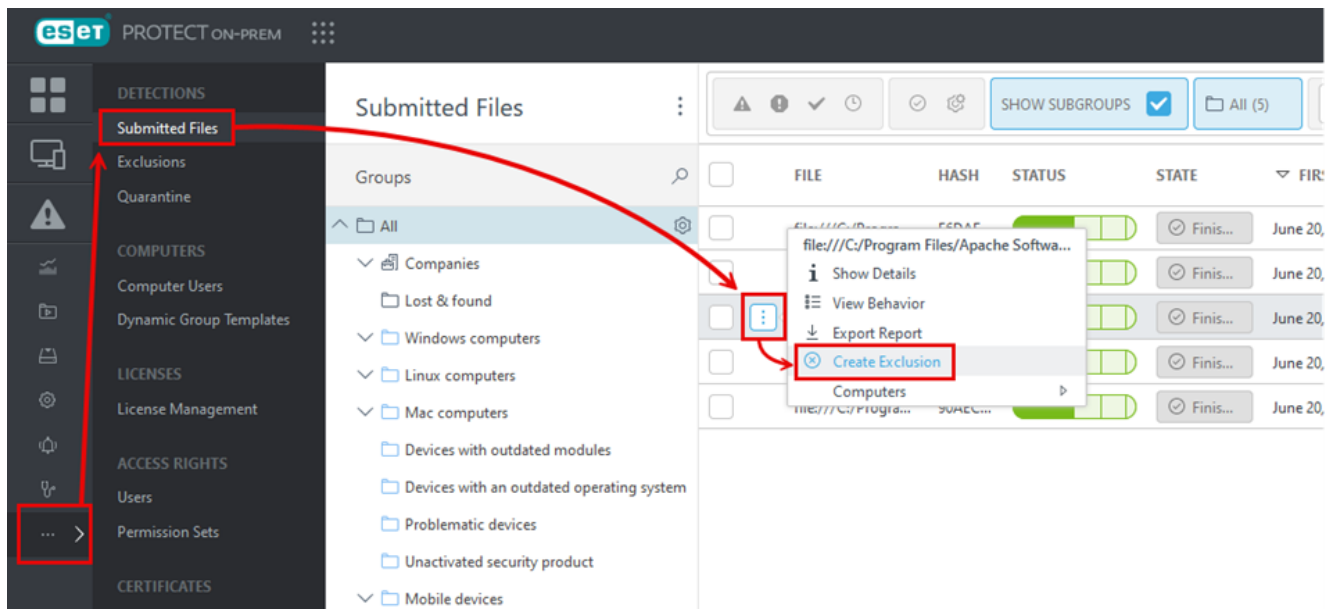 eset PROTECT ON-PREM
DETECTIONS
Submitted Files
Exclusions
Quarantine
COMPUTERS
Computer Users
Dynamic Group Templates
LICENSES
License Management
ACCESS RIGHTS
Users
Permission Sets
CERTIFICATES
Submitted Files
Groups
All
Companies
Lost & found
Windows computers
Linux computers
Mac computers
Devices with outdated modules
Devices with an outdated operating system
Problematic devices
Unactivated security product
Mobile devices
SHOW SUBGROUPS All (5)
FILE HASH STATUS STATE FIRS
Finis... June 20,
file:///C:/Program Files/Apache Softwa...
Show Details
Finis... June 20,
View Behavior
Finis... June 20,
Export Report
Create Exclusion
Finis... June 20,
Computers
file:///C:/Progra... 90AEC... Finis... June 20,